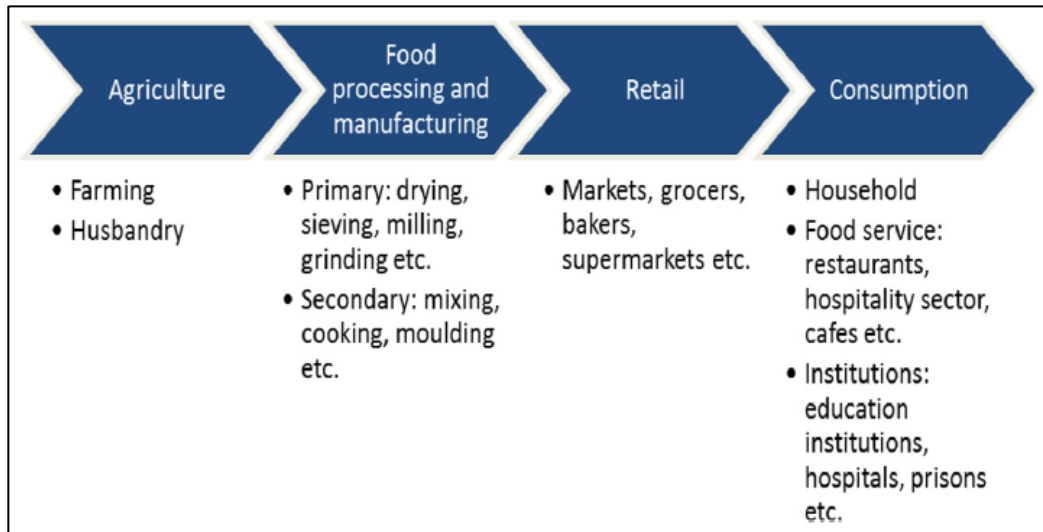 Agriculture
Food
processing and
manufacturing
Retail
Consumption
• Farming
• Husbandry
• Primary: drying,
sieving, milling,
grinding etc.
• Secondary: mixing,
cooking, moulding
etc.
• Markets, grocers,
bakers,
supermarkets etc.
• Household
• Food service:
restaurants,
hospitality sector,
cafes etc.
• Institutions:
education
institutions,
hospitals, prisons
etc.